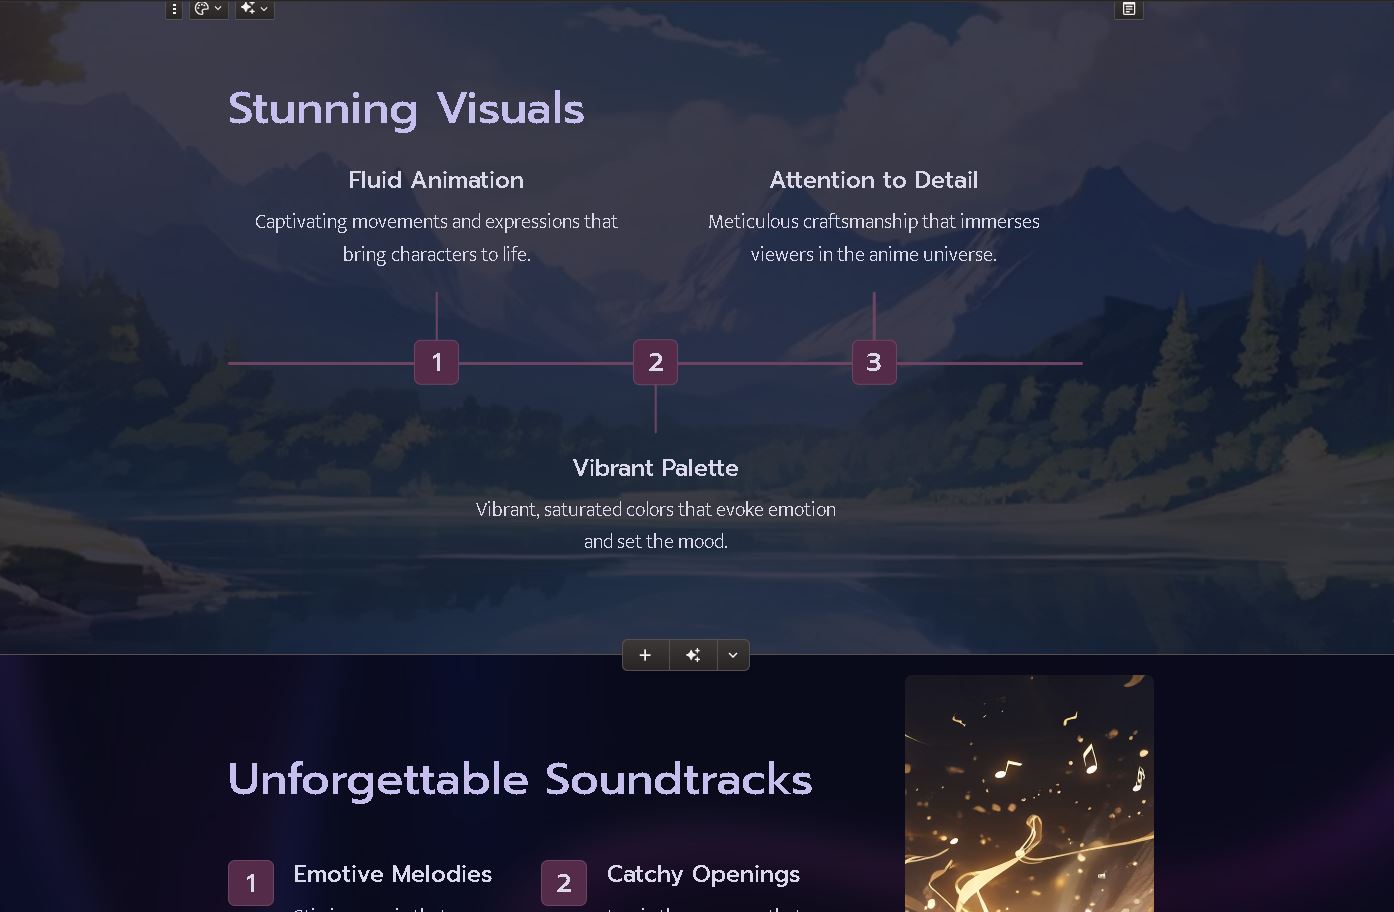 Stunning Visuals
Fluid Animation
Captivating movements and expressions that
bring characters to life.
Attention to Detail
Meticulous craftsmanship that immerses
viewers in the anime universe.
1
2
3
Vibrant Palette
Vibrant, saturated colors that evoke emotion
and set the mood.
Unforgettable Soundtracks
1
Emotive Melodies
2
Catchy Openings